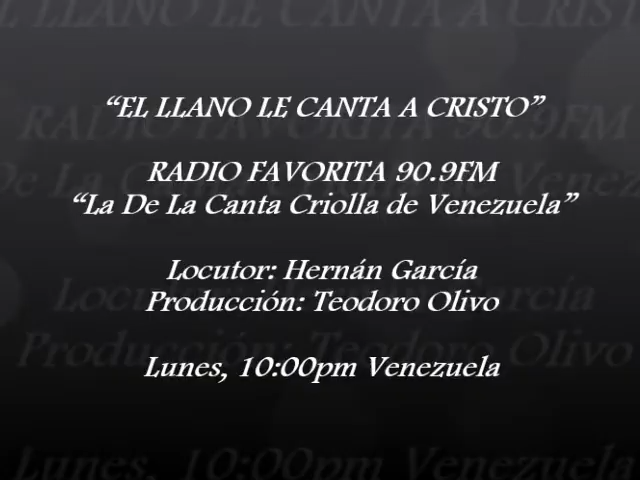 “EL LLANO LE CANTA A CRISTO”
RADIO FAVORITA 90.9FM
“La De La Canta Criolla de Venezuela”
Locutor: Hernán García
Producción: Teodoro Olivo
Lunes, 10:00pm Venezuela